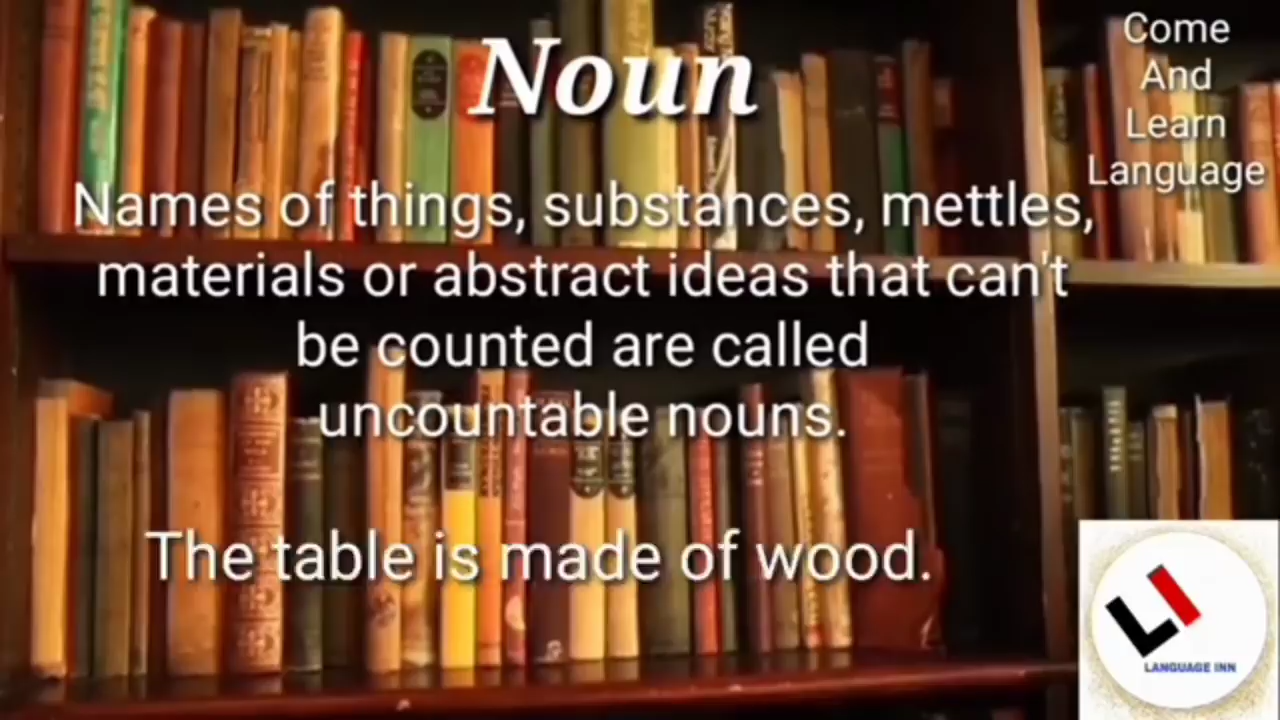 Noun
Come
And
Learn
Language
Names of things, substances, mettles,
materials or abstract ideas that can't
be counted are called
uncountable nouns.
The table is made of wood.
LANGUAGE INN